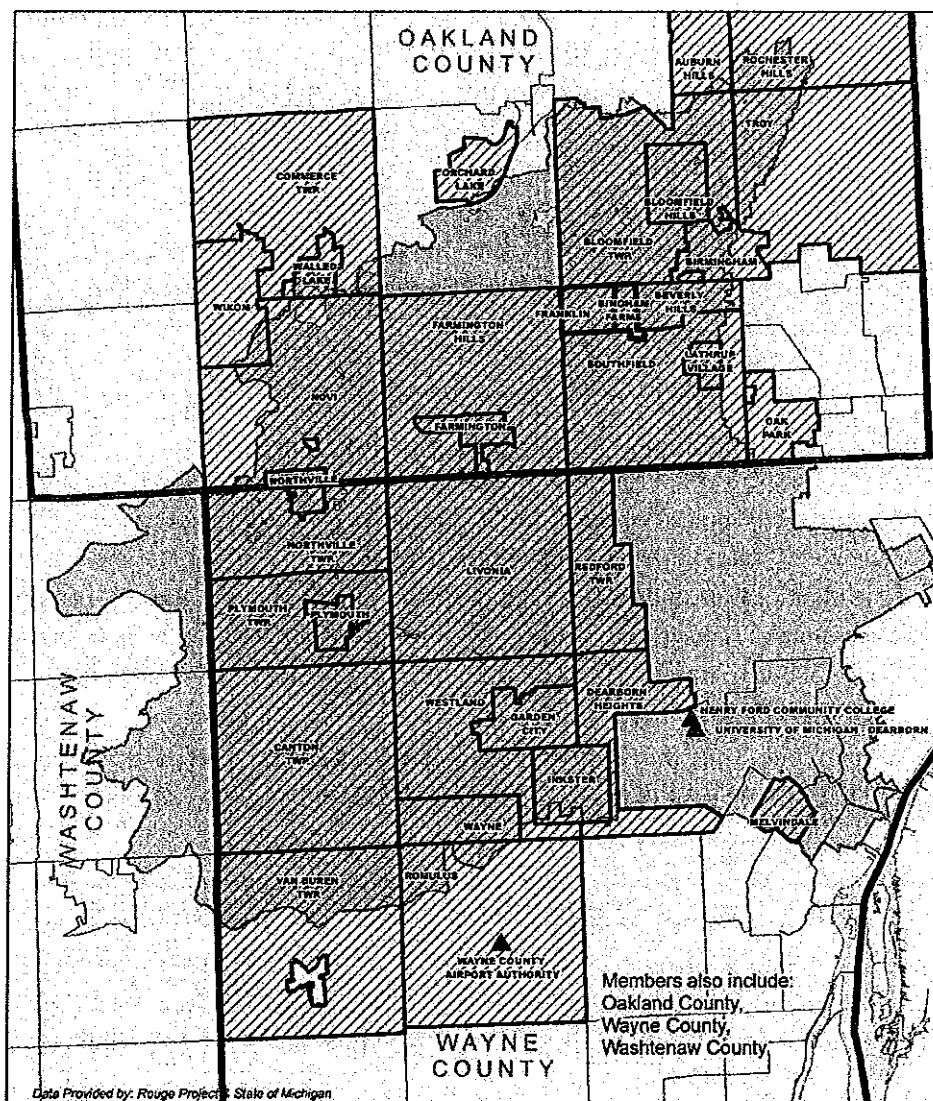 OAKLAND
COUNTY
AUBURN
HILLS
ROCHESTER
HILLS
TROY
COMMERCE
TWP
ORCHARD
LAKE
BLOOMFIELD
HILLS
BLOOMFIELD
TWP
BIRMINGHAM
WALLED
LAKE
WIXOM
FRANKLIN
BINGHAM
FARMS
BEVERLY
HILLS
FARMINGTON
HILLS
SOUTHFIELD
LATHRUP
VILLAGE
NOVI
FARMINGTON
OAK
PARK
NORTHVILLE
NORTHVILLE
TWP
LIVONIA
REDFORD
TWP
PLYMOUTH
TWP
PLYMOUTH
WASHTENAW
COUNTY
WESTLAND
GARDEN
CITY
DEARBORN
HEIGHTS
HENRY FORD COMMUNITY COLLEGE
UNIVERSITY OF MICHIGAN - DEARBORN
CANTON
TWP
INKSTER
WAYNE
MELVINDALE
VAN BUREN
TWP
ROMULUS
WAYNE COUNTY
AIRPORT AUTHORITY
Members also include:
Oakland County,
Wayne County,
Washtenaw County
WAYNE
COUNTY
Data Provided by: Rouge Project & State of Michigan